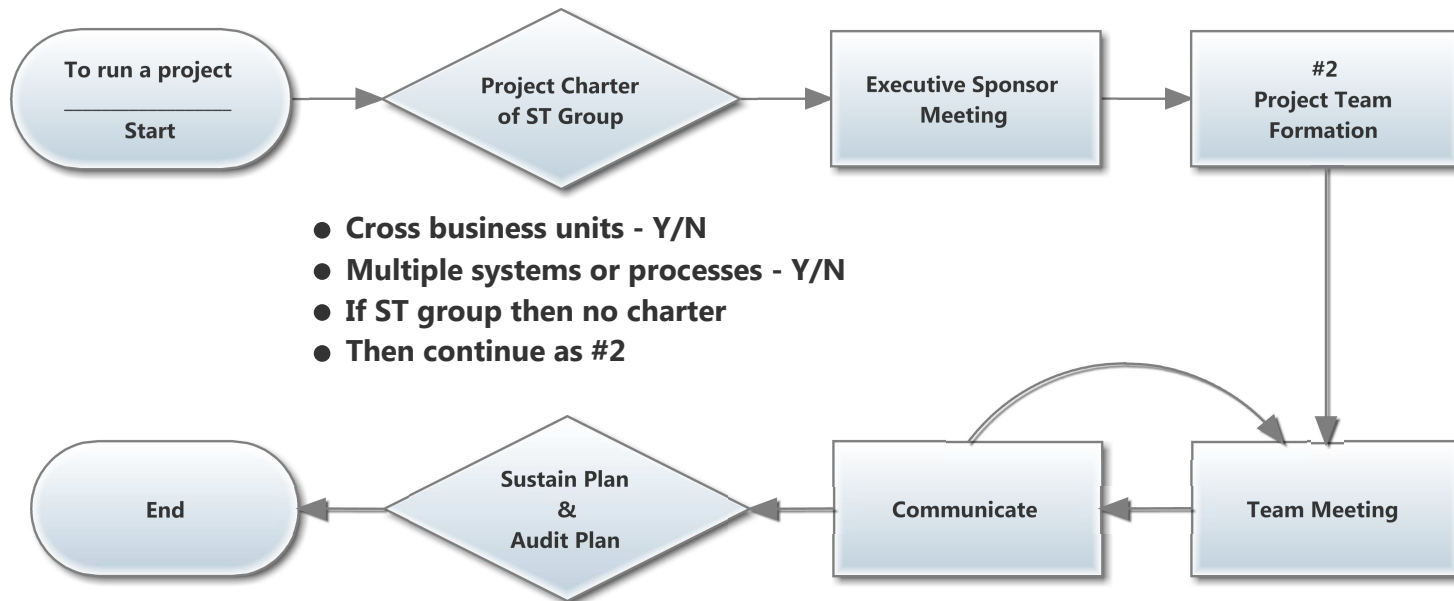 To run a project
Start
Project Charter
of ST Group
Executive Sponsor
Meeting
#2
Project Team
Formation
● Cross business units - Y/N
● Multiple systems or processes - Y/N
● If ST group then no charter
● Then continue as #2
End
Sustain Plan
&
Audit Plan
Communicate
Team Meeting